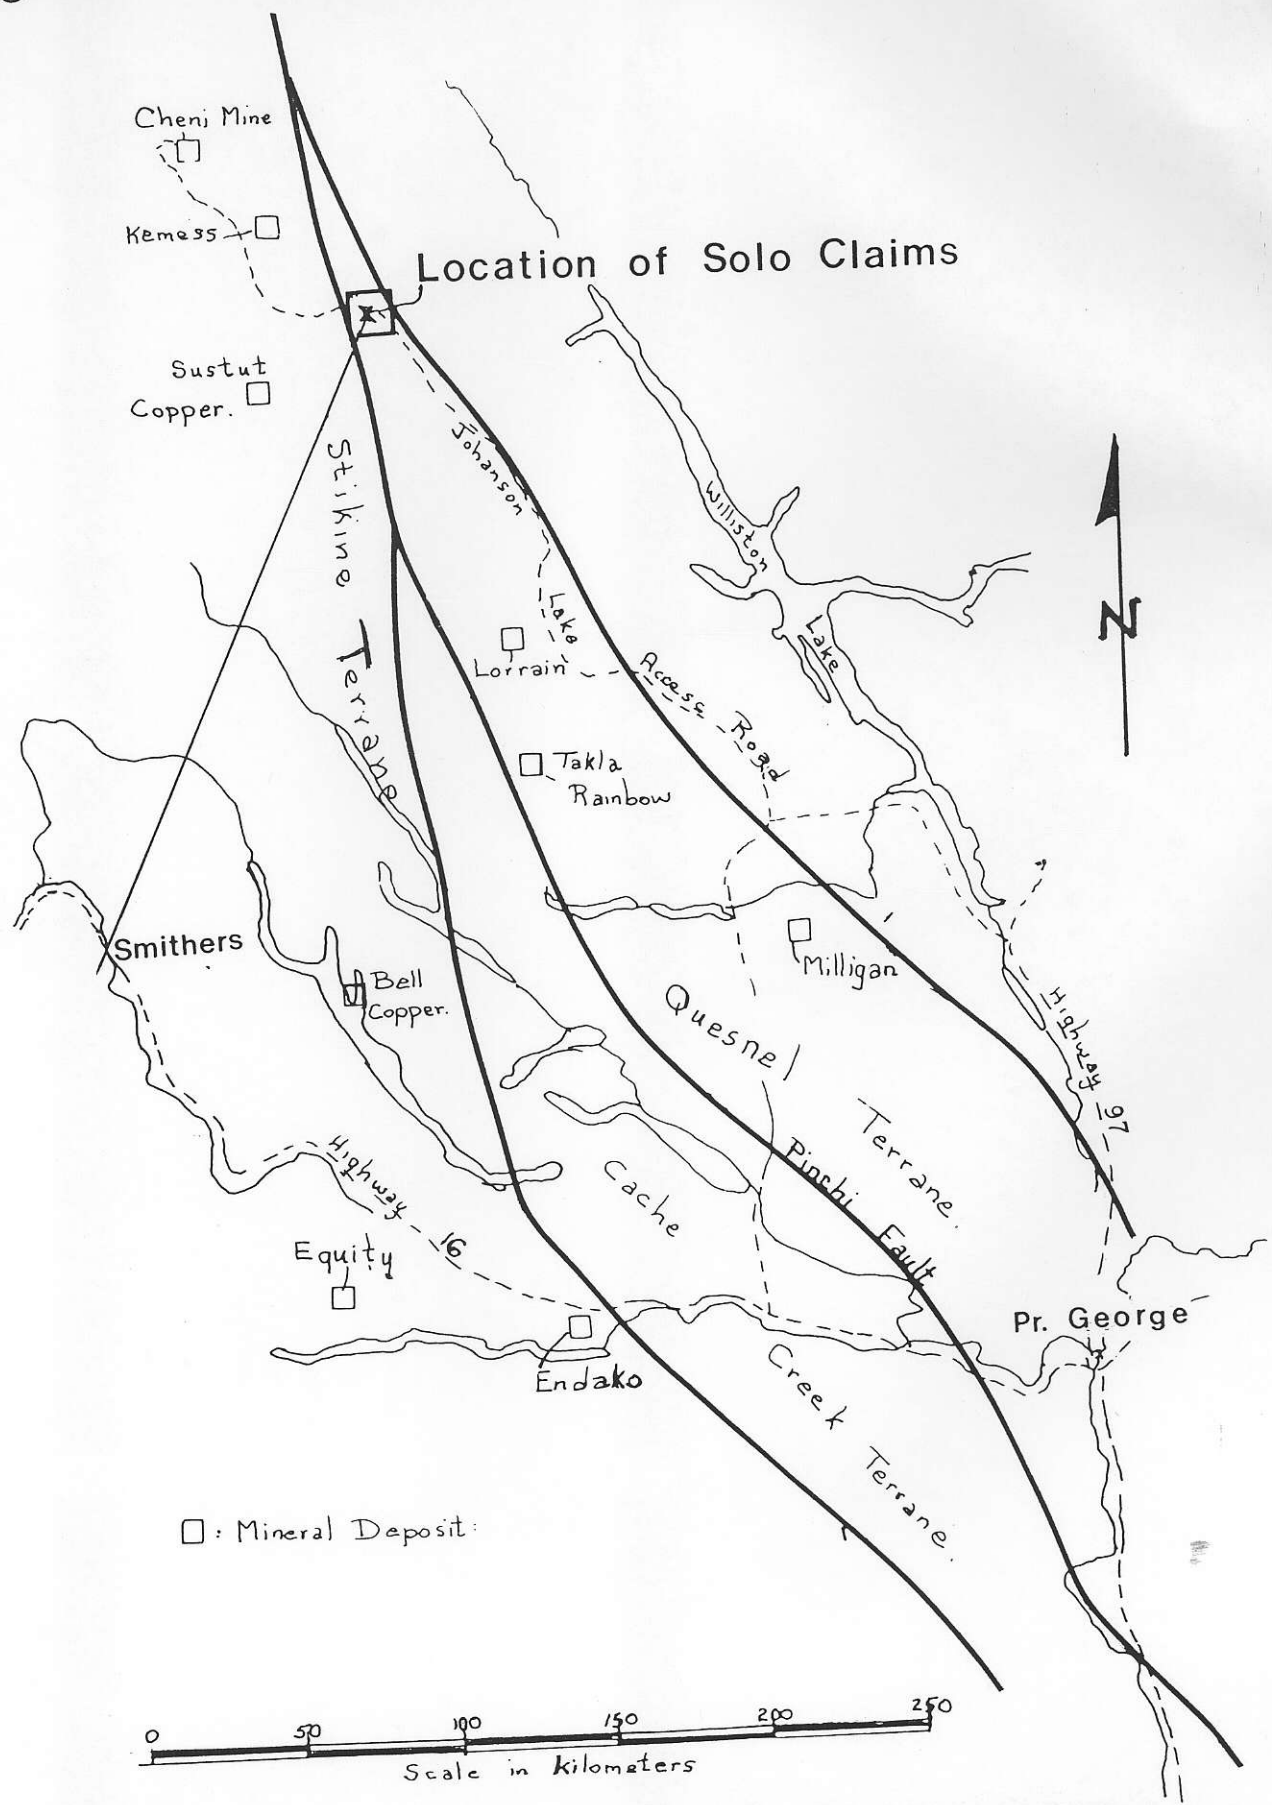 Cheni Mine
Kemess
Location of Solo Claims
Sustut
Copper.
Johanson
Stikine Terrane
Williston
Lake
Lake
N
Lorrain
Access Road
Takla
Rainbow
Smithers
Bell
Copper.
Milligan
Quesnel
Terrane.
Highway 97
Pinchi Fault
Cache
Highway 16
Equity
Pr. George
Endako
Creek Terrane.
□ : Mineral Deposit:
0 50 100 150 200 250
Scale in kilometers